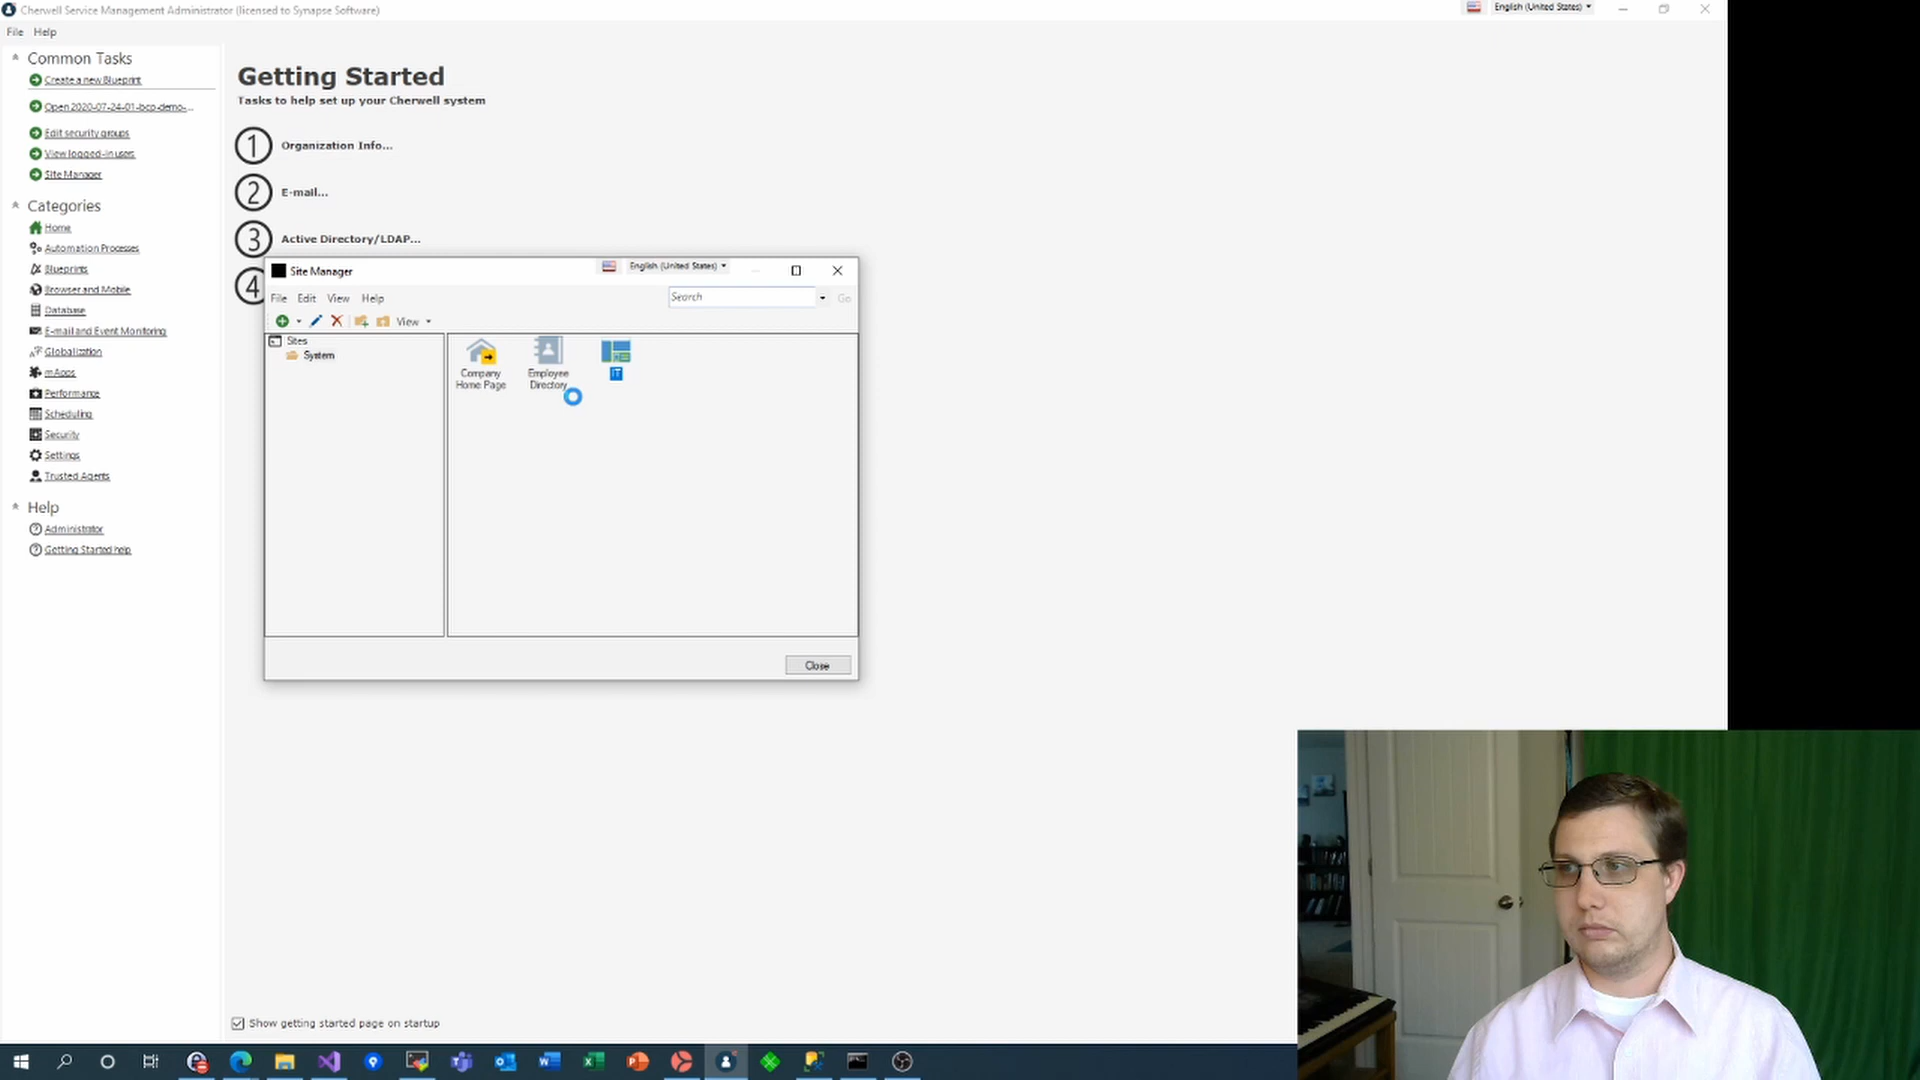 Cherwell Service Management Administrator (licensed to Synapse Software)
English (United States)
File Help
Common Tasks
Create a new Blueprint
Open 2020-07-24-01-bcp-demo-...
Edit security groups
View logged-in users
Site Manager
Categories
Home
Automation Processes
Blueprints
Browser and Mobile
Database
E-mail and Event Monitoring
Globalization
mApps
Performance
Scheduling
Security
Settings
Trusted Agents
Help
Administrator
Getting Started help
Getting Started
Tasks to help set up your Cherwell system
1 Organization Info...
2 E-mail...
3 Active Directory/LDAP...
4
Site Manager
English (United States)
File Edit View Help
Search
Go
View
Sites
System
Company Home Page
Employee Directory
IT
Close
Show getting started page on startup